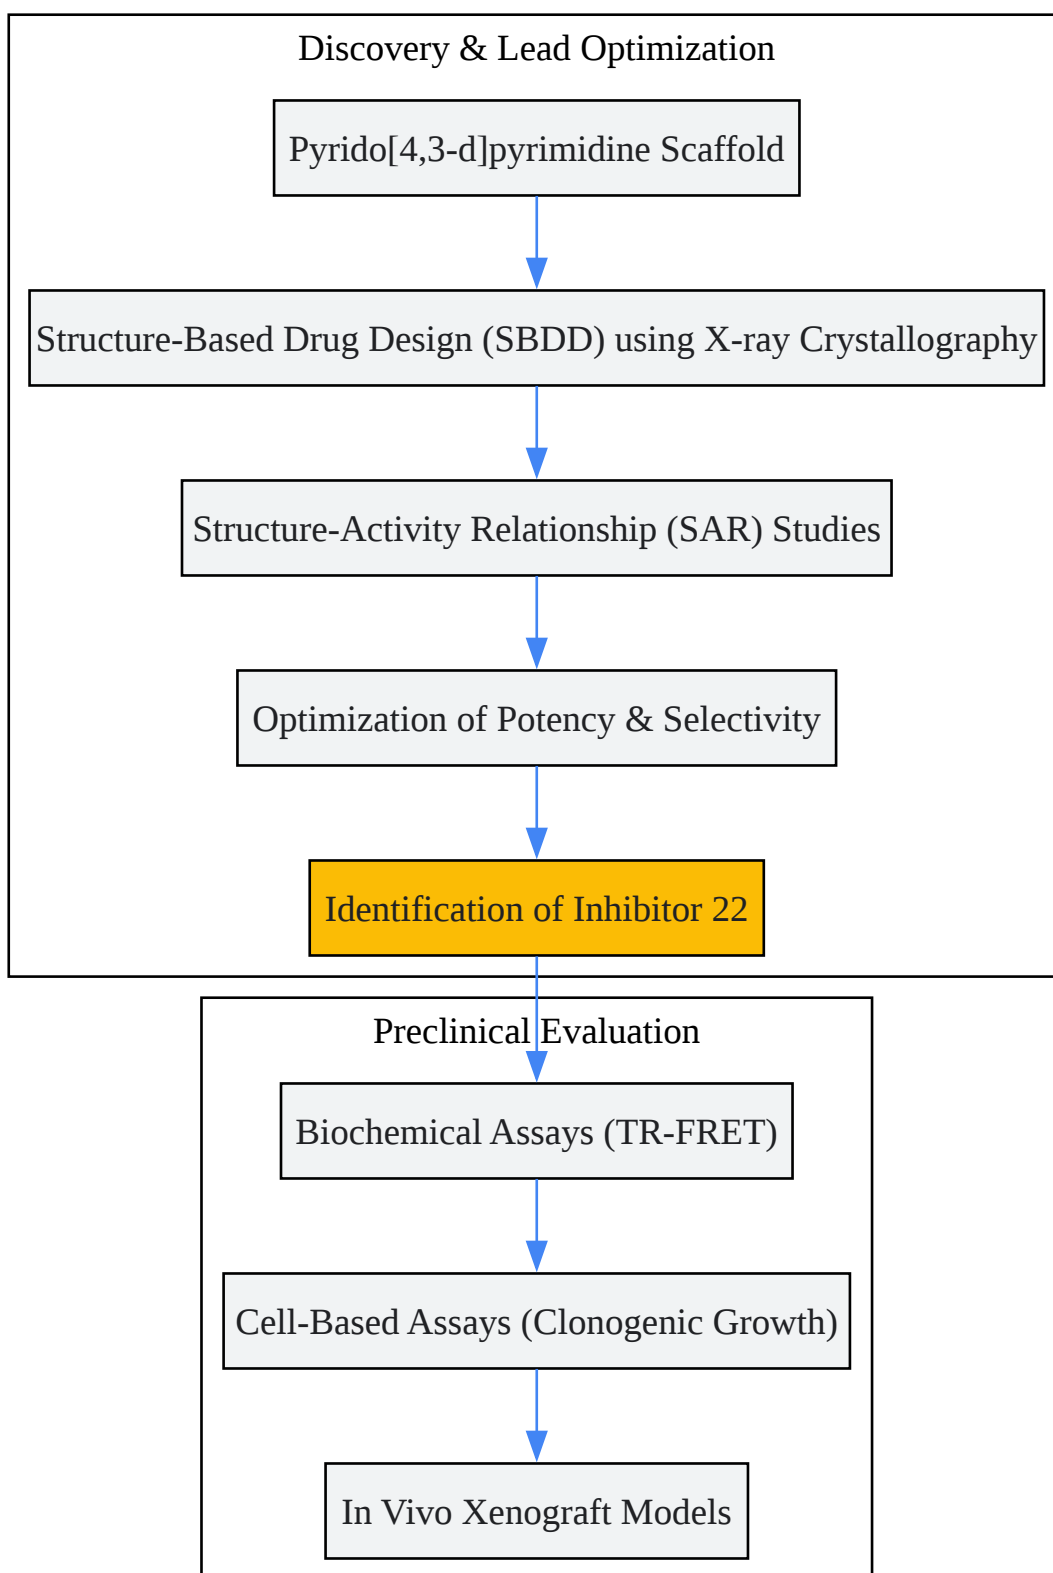 Discovery & Lead Optimization
Pyrido[4,3-d]pyrimidine Scaffold
Structure-Based Drug Design (SBDD) using X-ray Crystallography
Structure-Activity Relationship (SAR) Studies
Optimization of Potency & Selectivity
Identification of Inhibitor 22
Preclinical Evaluation
Biochemical Assays (TR-FRET)
Cell-Based Assays (Clonogenic Growth)
In Vivo Xenograft Models